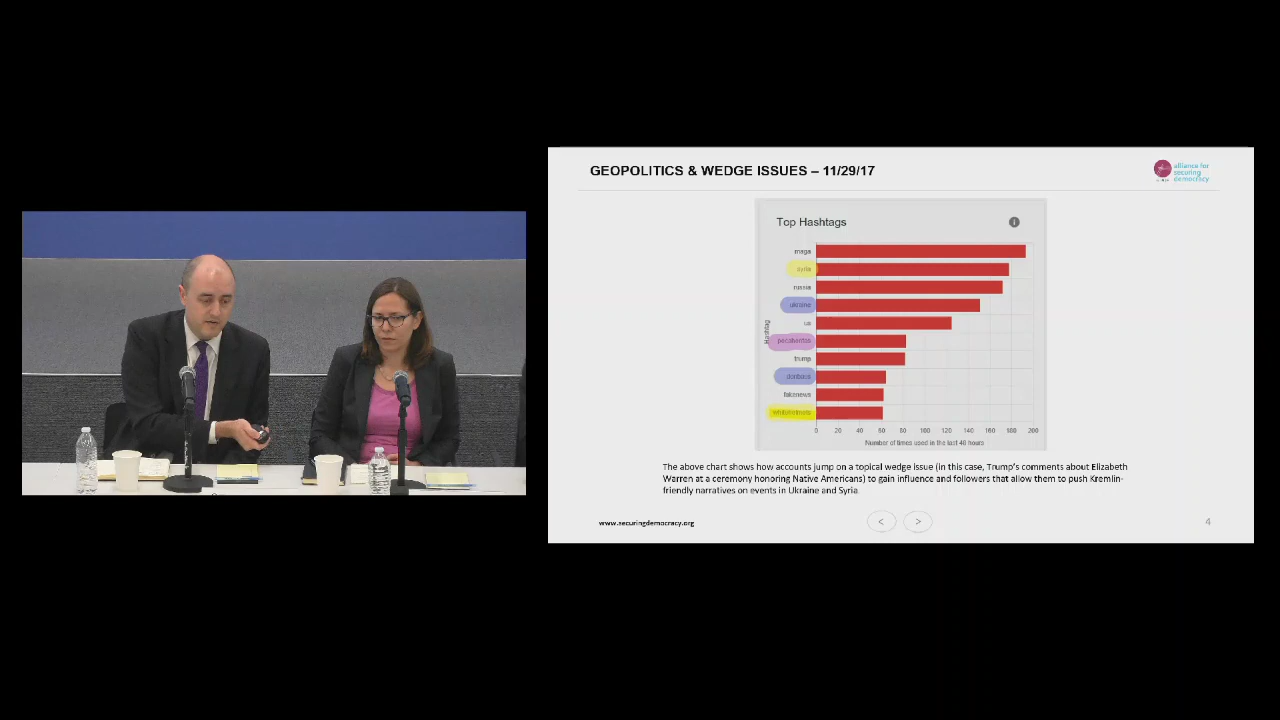 GEOPOLITICS & WEDGE ISSUES – 11/29/17
alliance for
securing
democracy
Top Hashtags
i
maga
syria
russia
ukraine
us
pocahontas
trump
donbass
fakenews
whitehelmets
Hashtag
0 20 40 60 80 100 120 140 160 180 200
Number of times used in the last 48 hours
The above chart shows how accounts jump on a topical wedge issue (in this case, Trump's comments about Elizabeth
Warren at a ceremony honoring Native Americans) to gain influence and followers that allow them to push Kremlin-
friendly narratives on events in Ukraine and Syria
www.securingdemocracy.org
< >
4